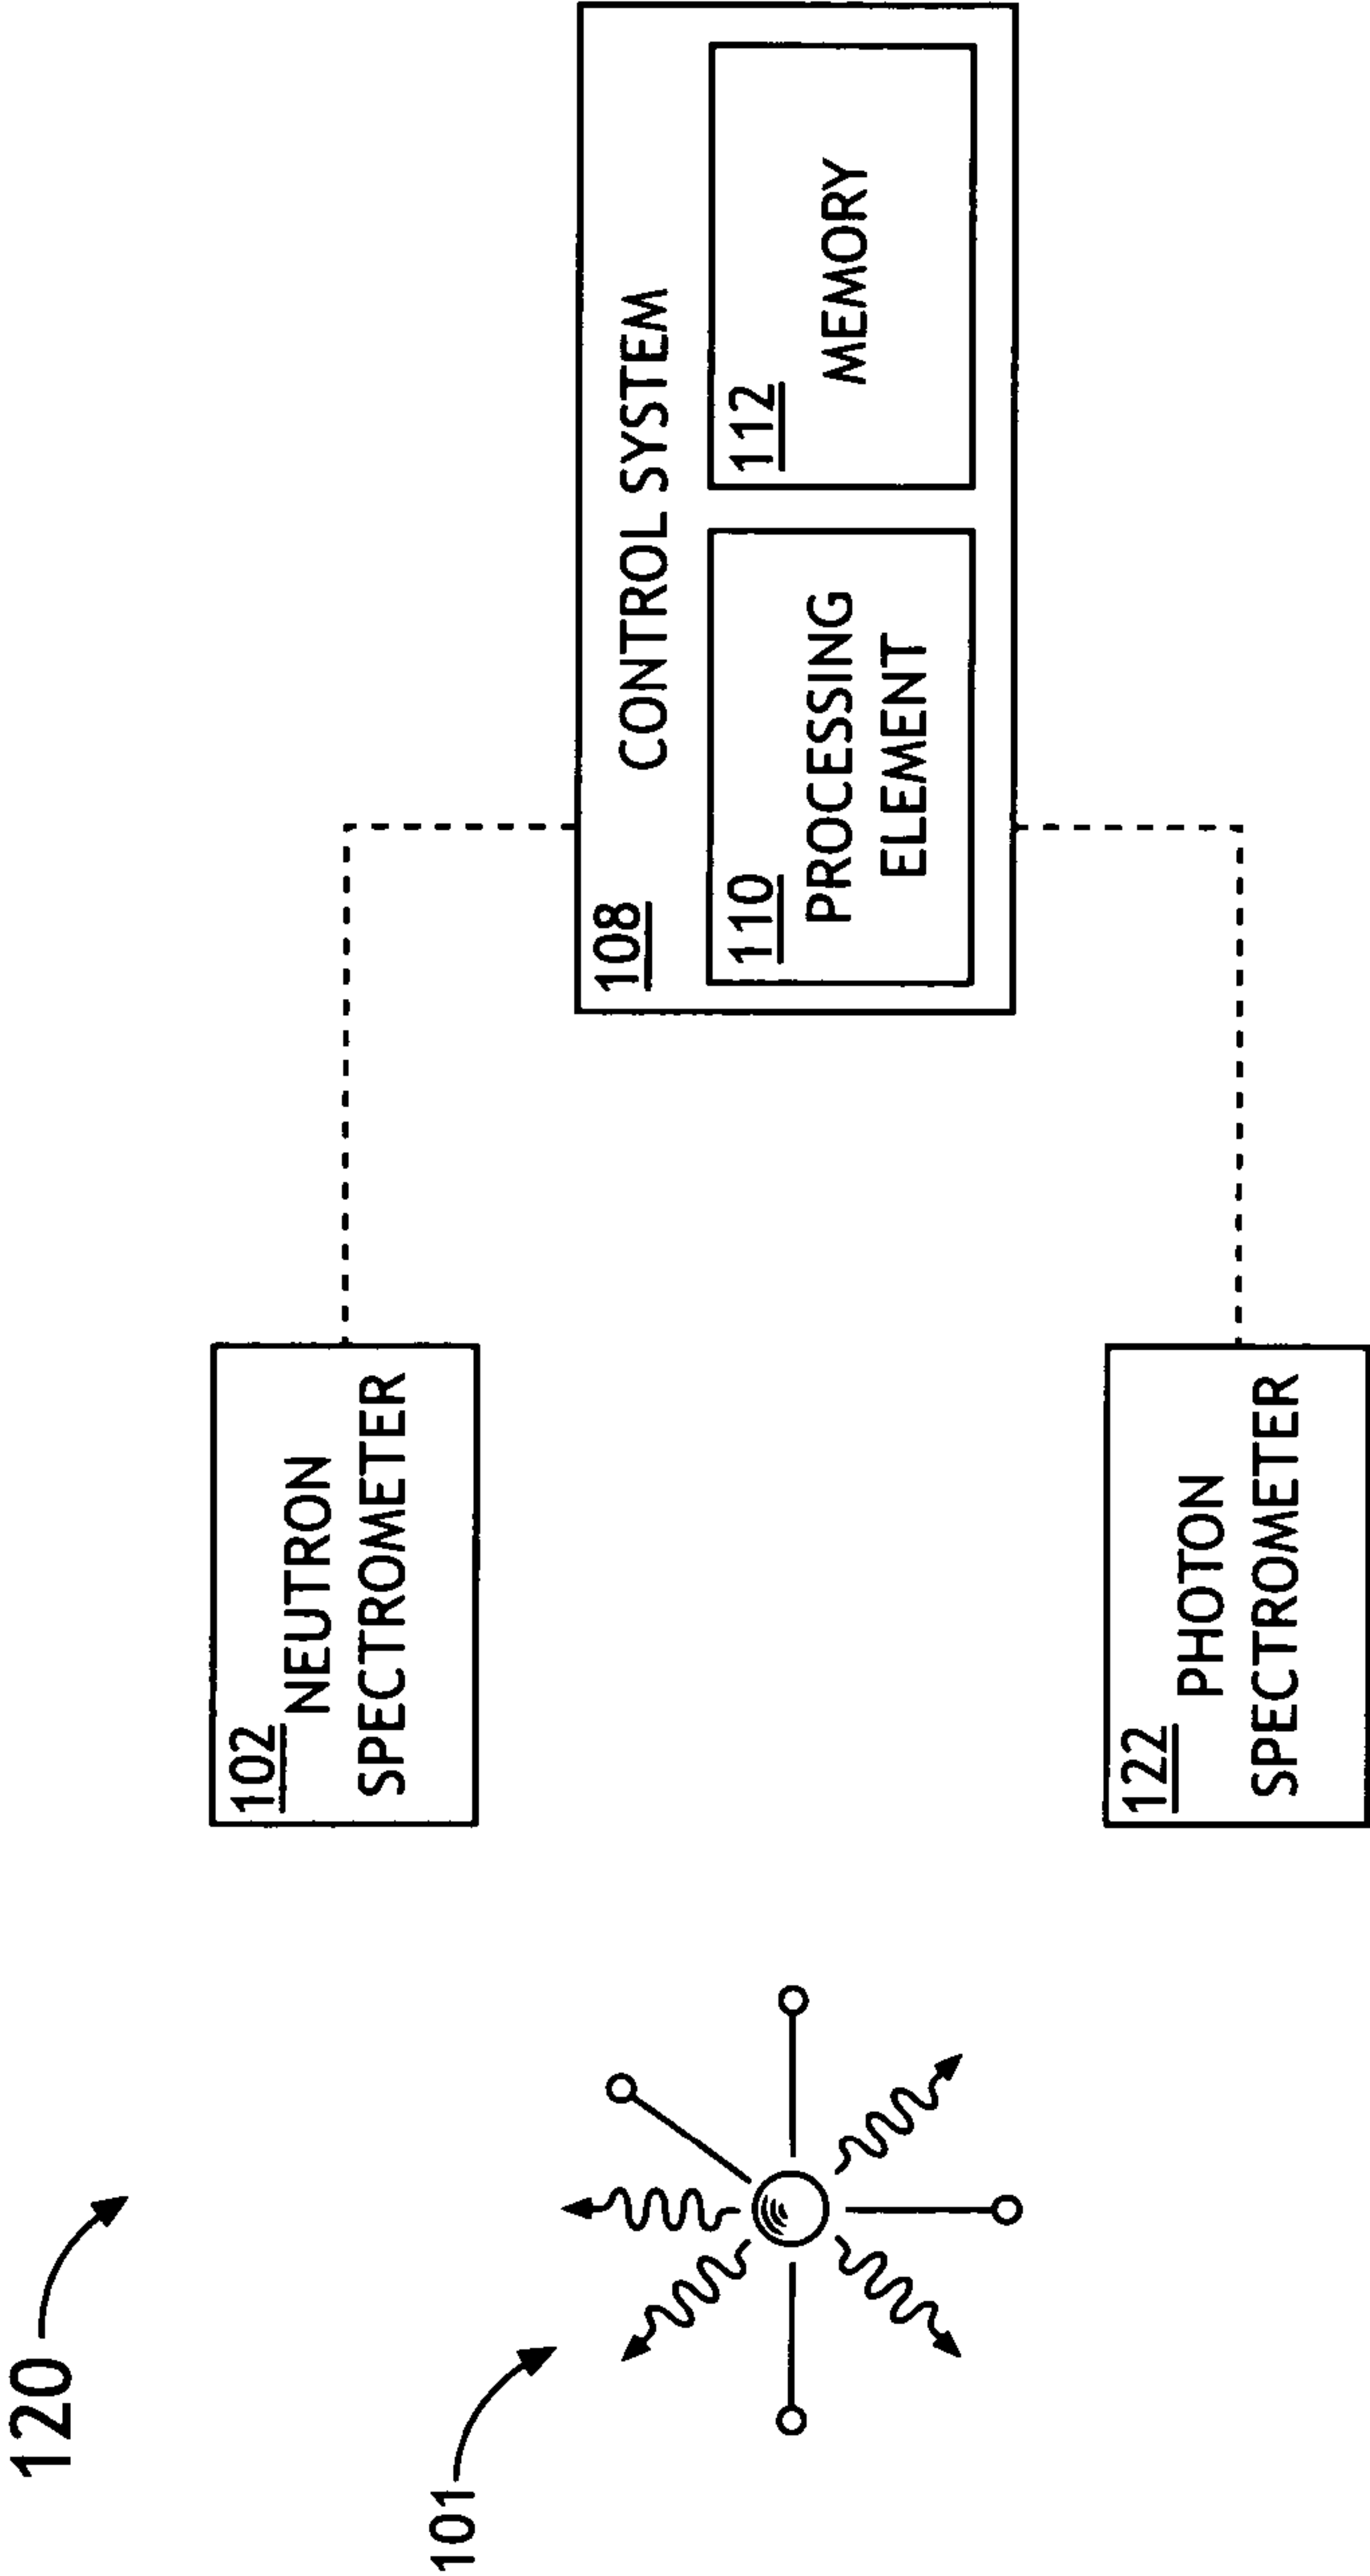 120
101
102
NEUTRON
SPECTROMETER
122
PHOTON
SPECTROMETER
108
CONTROL SYSTEM
110
PROCESSING
ELEMENT
112
MEMORY